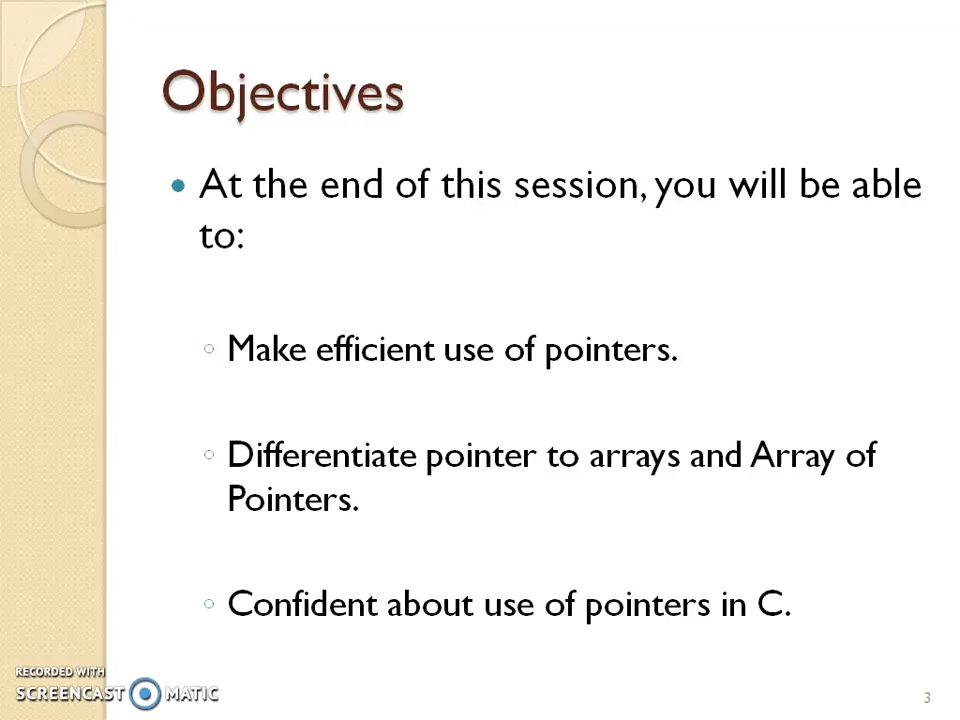 Objectives
• At the end of this session, you will be able
to:
◦ Make efficient use of pointers.
◦ Differentiate pointer to arrays and Array of
Pointers.
◦ Confident about use of pointers in C.
RECORDED WITH
SCREENCAST MATIC
3